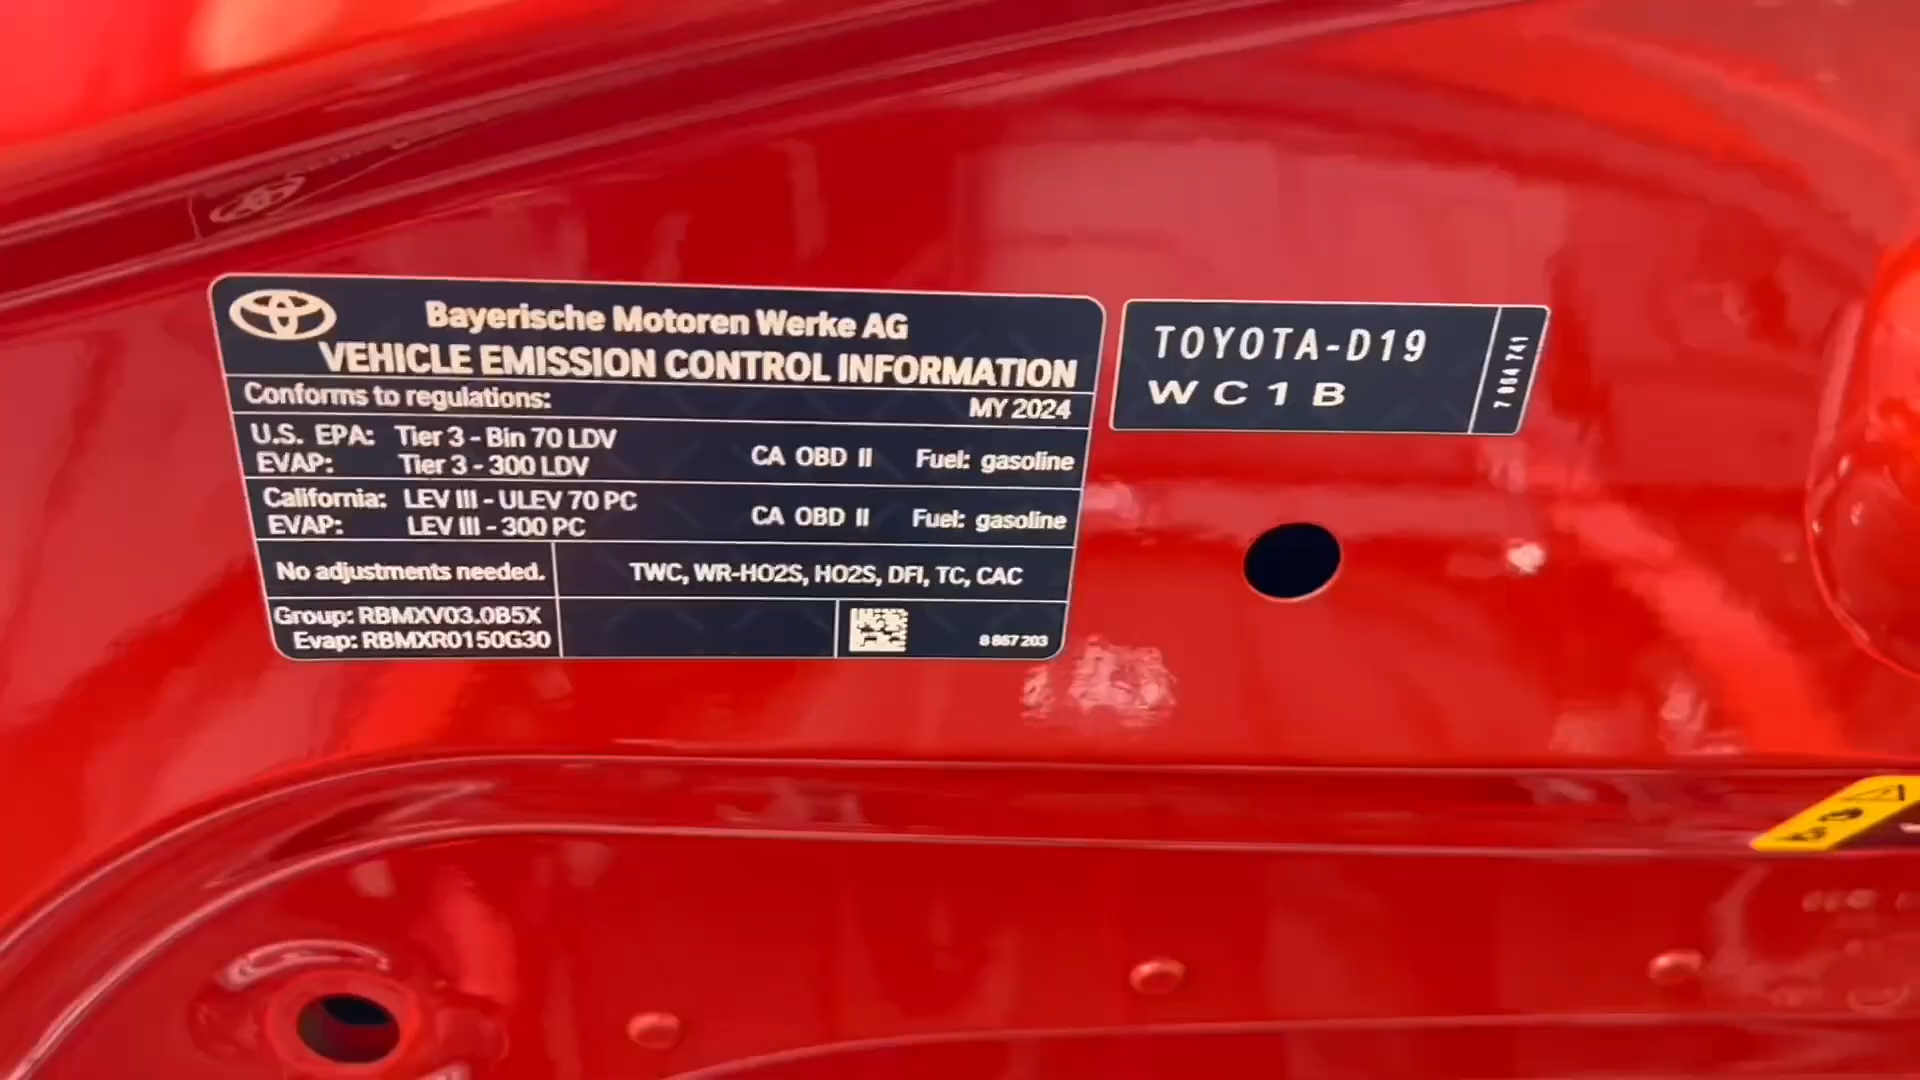 Bayerische Motoren Werke AG
VEHICLE EMISSION CONTROL INFORMATION
Conforms to regulations: MY 2024
U.S. EPA: Tier 3 - Bin 70 LDV
EVAP: Tier 3 - 300 LDV
CA OBD II Fuel: gasoline
California: LEV III - ULEV 70 PC
EVAP: LEV III - 300 PC
CA OBD II Fuel: gasoline
No adjustments needed.
TWC, WR-HO2S, HO2S, DFI, TC, CAC
Group: RBMXV03.0B5X
Evap: RBMXR0150G30
8 867 203
TOYOTA-D19
WC1B